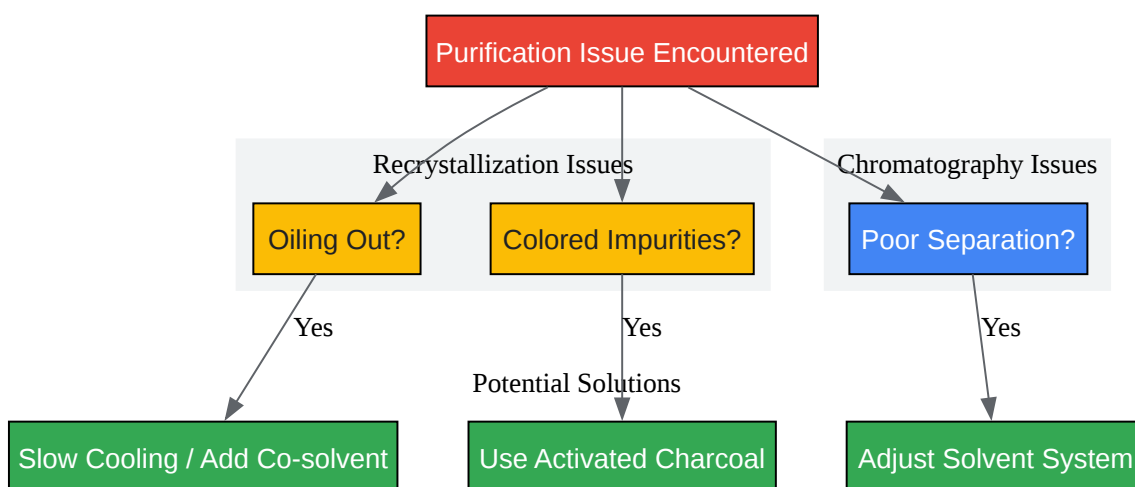 Purification Issue Encountered
Recrystallization Issues
Chromatography Issues
Oiling Out?
Colored Impurities?
Poor Separation?
Yes
Yes
Yes
Potential Solutions
Slow Cooling / Add Co-solvent
Use Activated Charcoal
Adjust Solvent System